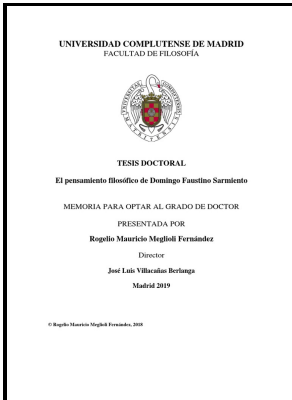 UNIVERSIDAD COMPLUTENSE DE MADRID
FACULTAD DE FILOSOFÍA
TESIS DOCTORAL
El pensamiento filosófico de Domingo Faustino Sarmiento
MEMORIA PARA OPTAR AL GRADO DE DOCTOR
PRESENTADA POR
Rogelio Mauricio Meglioli Fernández
Director
José Luis Villacañas Berlanga
Madrid 2019
© Rogelio Mauricio Meglioli Fernández, 2018